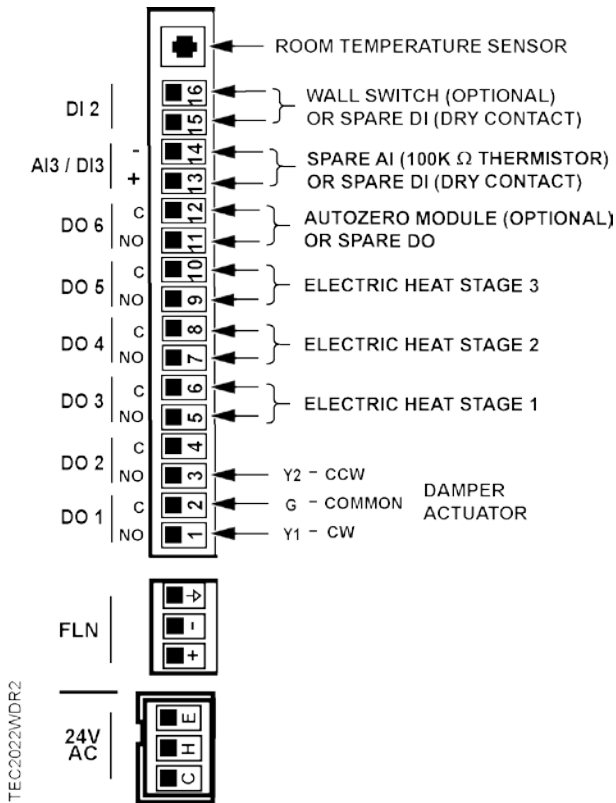 ROOM TEMPERATURE SENSOR
DI 2
16
15
WALL SWITCH (OPTIONAL)
OR SPARE DI (DRY CONTACT)
AI3 / DI3
-
+
14
13
SPARE AI (100K Ω THERMISTOR)
OR SPARE DI (DRY CONTACT)
DO 6
C
NO
12
11
AUTOZERO MODULE (OPTIONAL)
OR SPARE DO
DO 5
C
NO
10
9
ELECTRIC HEAT STAGE 3
DO 4
C
NO
8
7
ELECTRIC HEAT STAGE 2
DO 3
C
NO
6
5
ELECTRIC HEAT STAGE 1
DO 2
C
NO
4
3
Y2 - CCW
DO 1
C
NO
2
1
G - COMMON
Y1 - CW
DAMPER
ACTUATOR
FLN
-
+
24V
AC
E
H
C
TEC2022WDR2